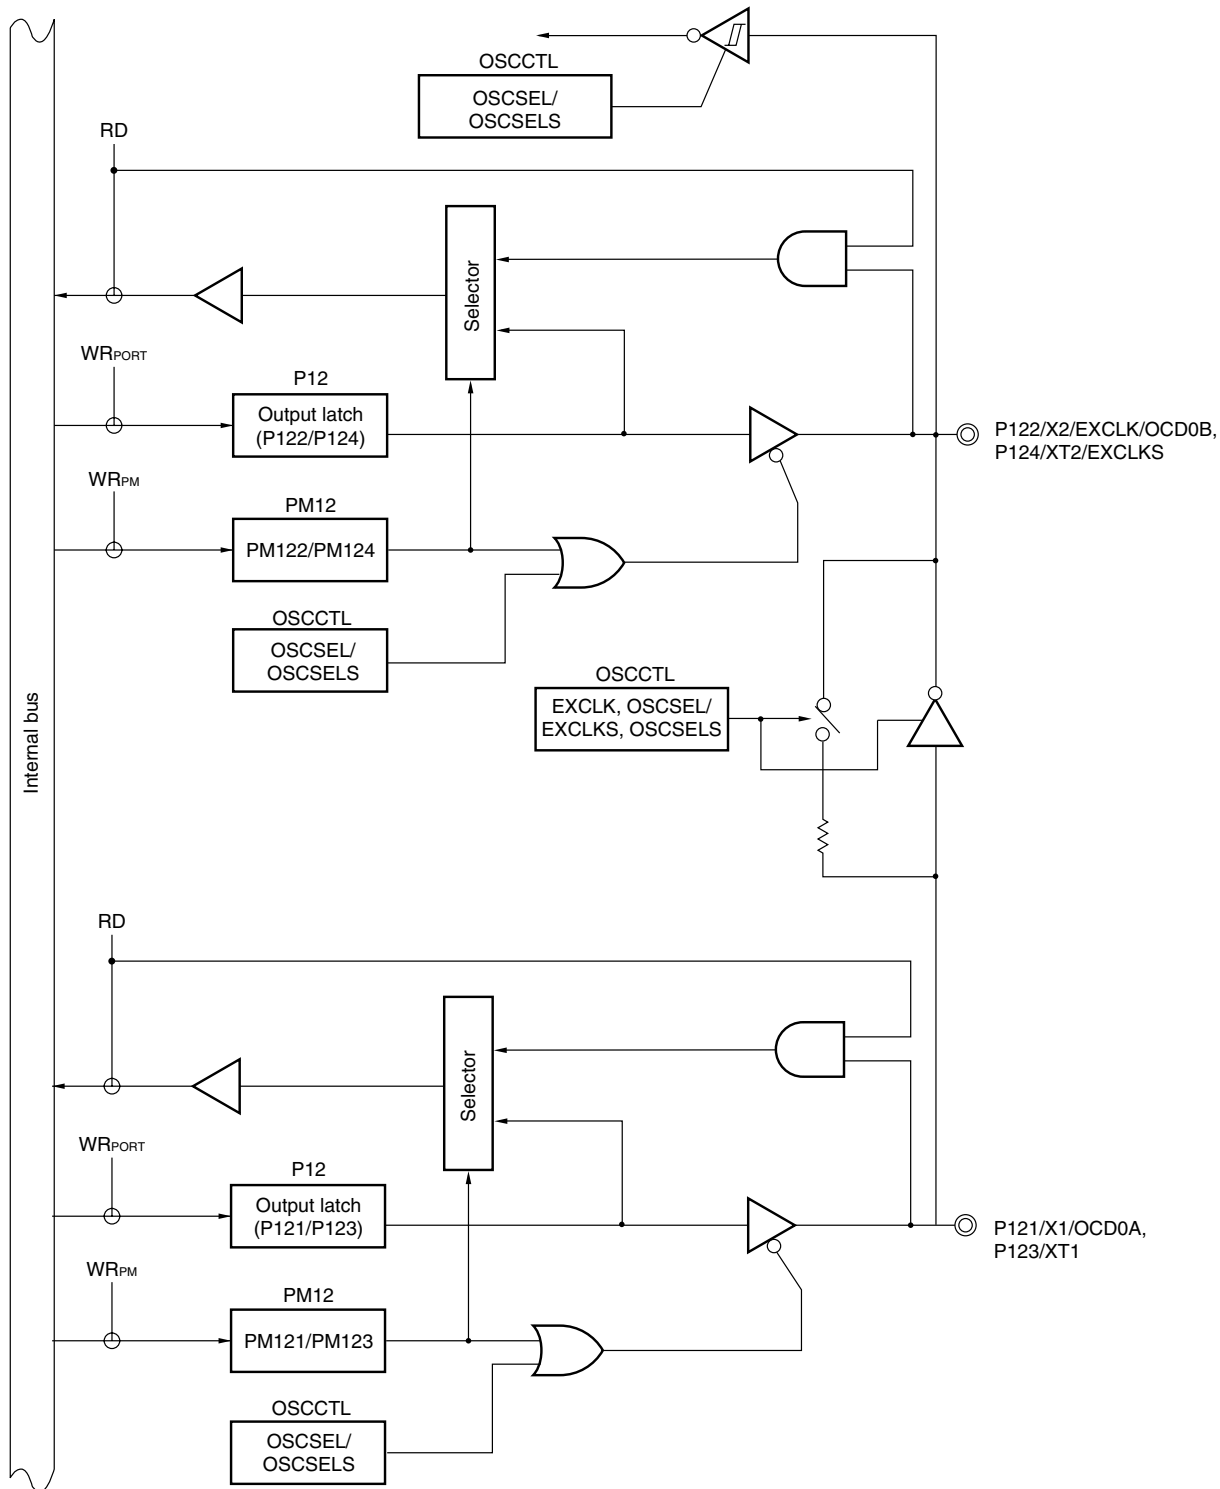 OSCCTL
OSCSEL/
OSCSELS
RD
Selector
WRPORT
P12
Output latch
(P122/P124)
P122/X2/EXCLK/OCD0B,
P124/XT2/EXCLKS
WRPM
PM12
PM122/PM124
OSCCTL
OSCSEL/
OSCSELS
OSCCTL
EXCLK, OSCSEL/
EXCLKS, OSCSELS
Internal bus
RD
Selector
WRPORT
P12
Output latch
(P121/P123)
P121/X1/OCD0A,
P123/XT1
WRPM
PM12
PM121/PM123
OSCCTL
OSCSEL/
OSCSELS